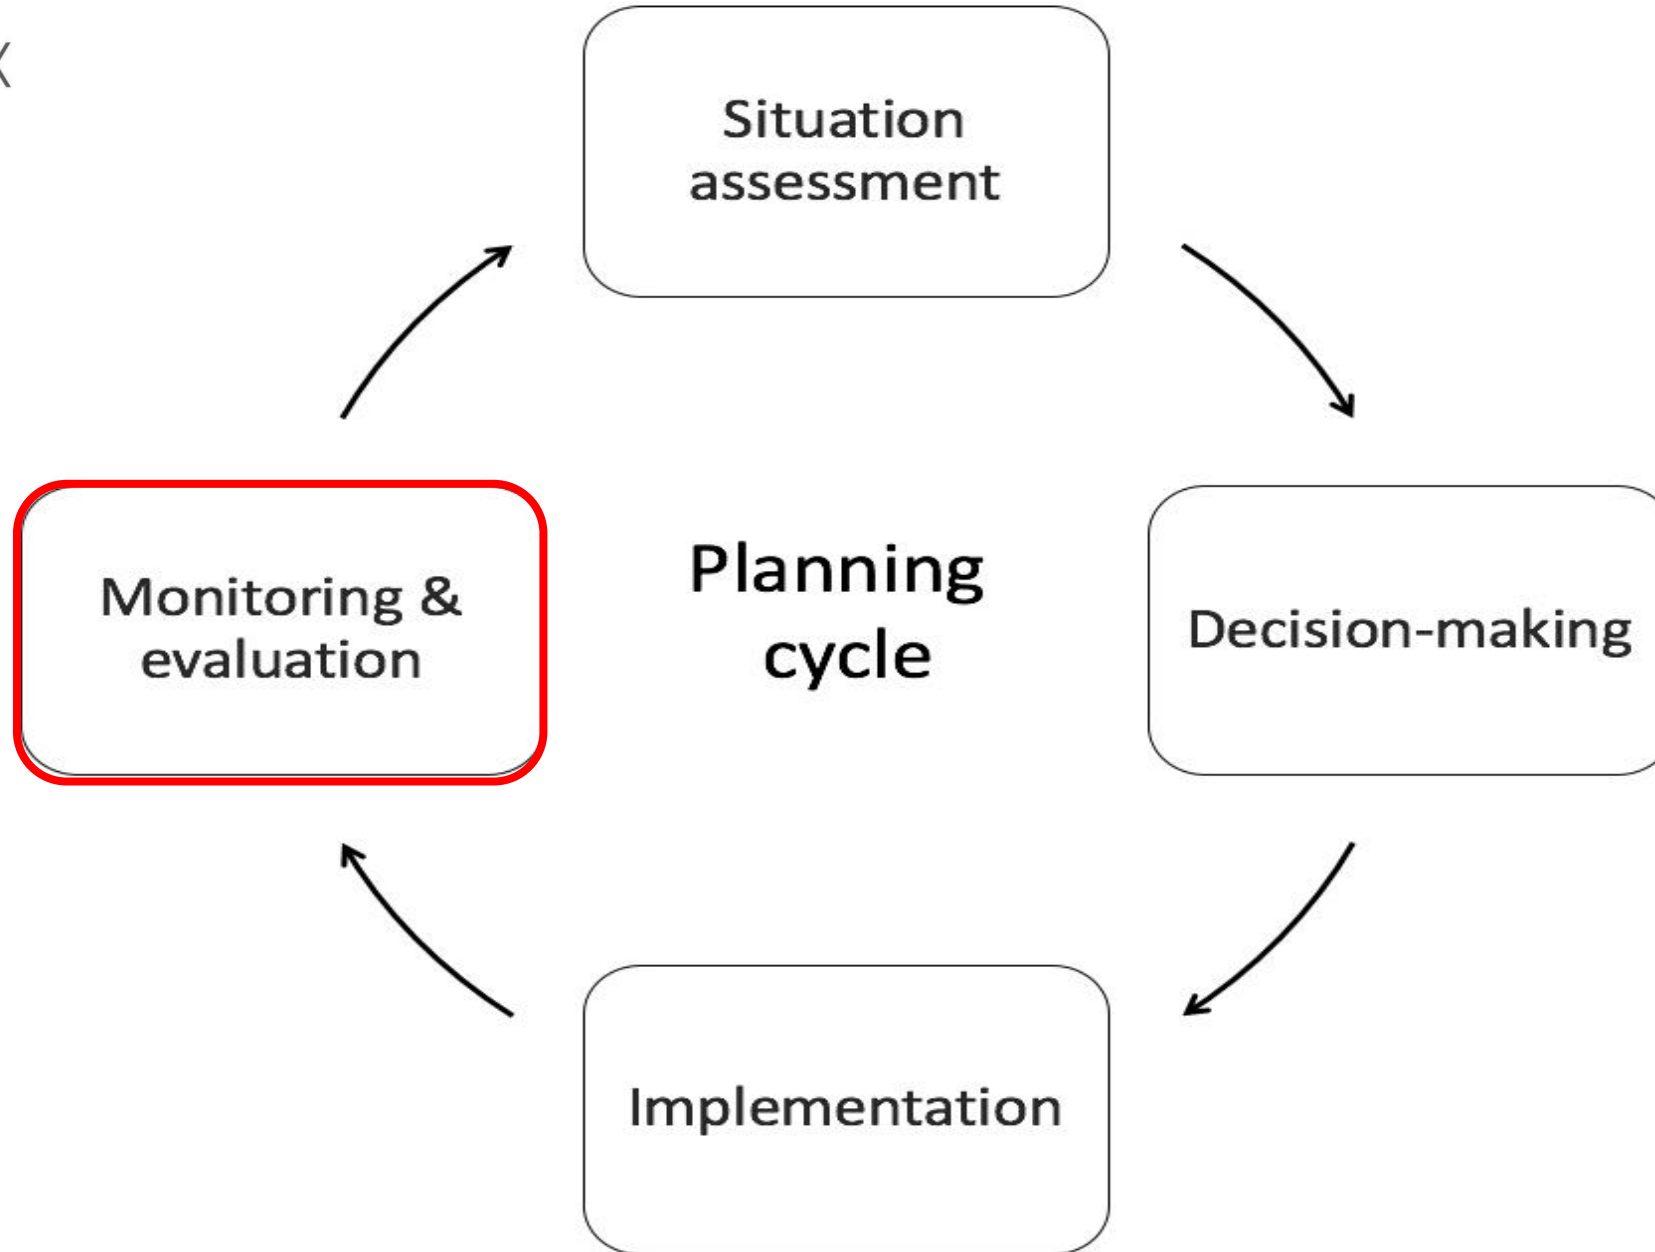 Situation
assessment
Monitoring &
evaluation
Planning
cycle
Decision-making
Implementation